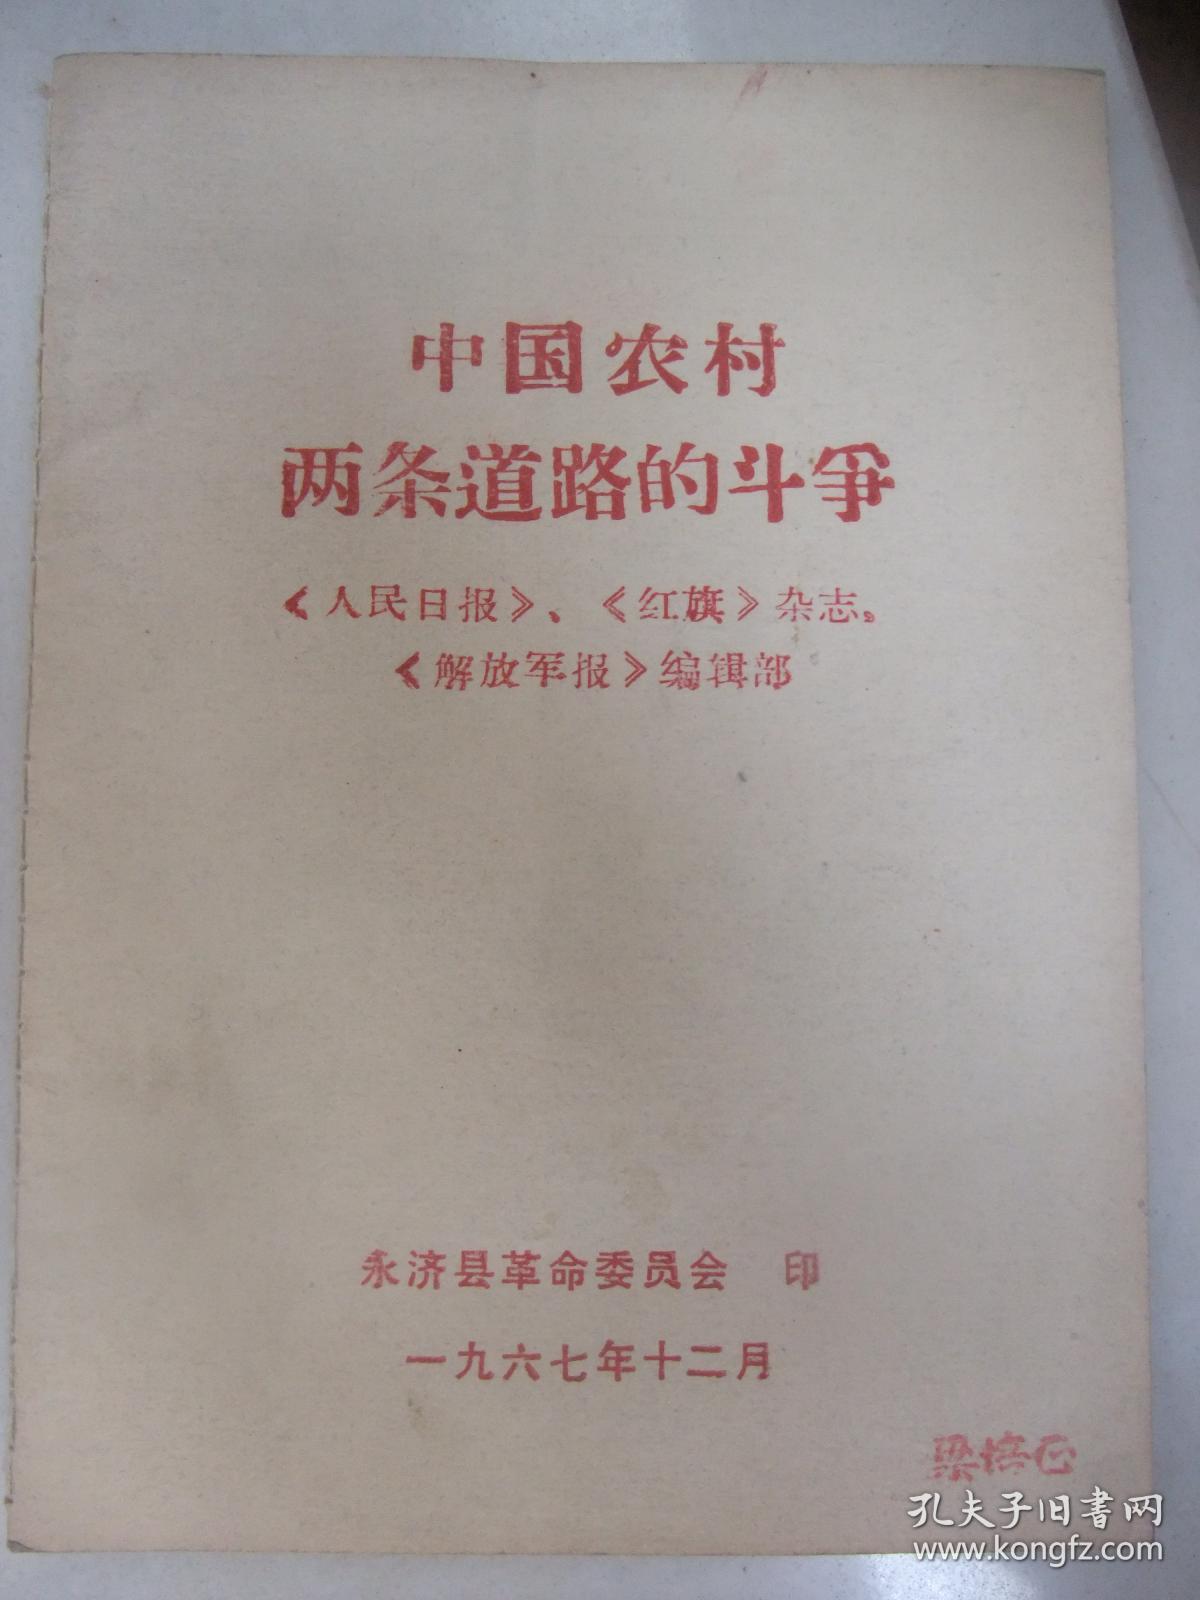 中国农村
两条道路的斗爭
《人民日报》、《红旗》杂志、
《解放军报》编辑部
永济县革命委员会 印
一九六七年十二月
孔夫子旧书网
www.kongfz.com